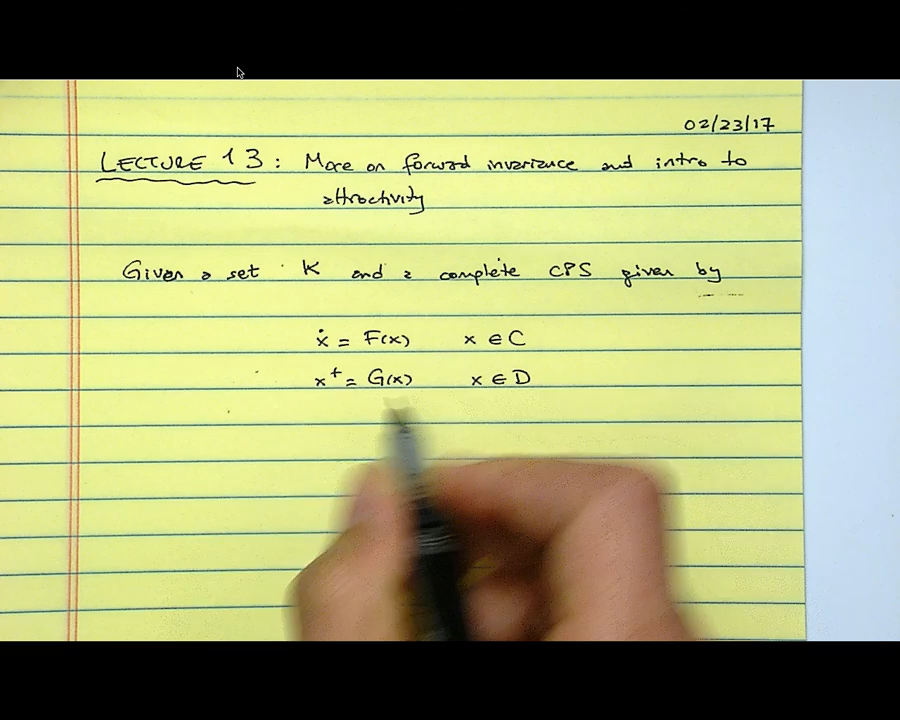 02/23/17
LECTURE 13: More on forward invariance and intro to
attractivity
Given a set K and a complete CPS given by
ẋ = F(x) x ∈ C
x⁺ = G(x) x ∈ D